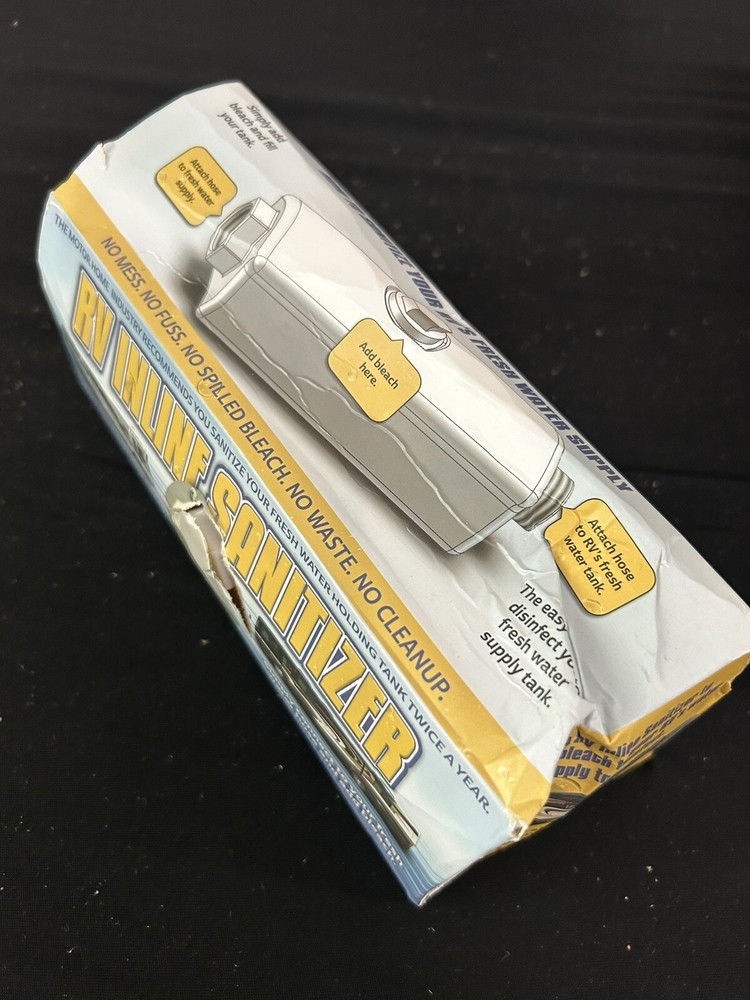 Simply add
bleach and fill
your tank.
Attach hose
to fresh water
supply.
YOUR RV'S FRESH WATER SUPPLY
Add bleach
here.
Attach hose
to RV's fresh
water tank.
The easy
disinfect
fresh water
supply tank.
NO MESS. NO FUSS. NO SPILLED BLEACH. NO WASTE. NO CLEANUP.
THE MOTOR HOME INDUSTRY RECOMMENDS YOU SANITIZE YOUR FRESH WATER HOLDING TANK TWICE A YEAR.
RV INLINE SANITIZER
Inline Sanitizer
bleach